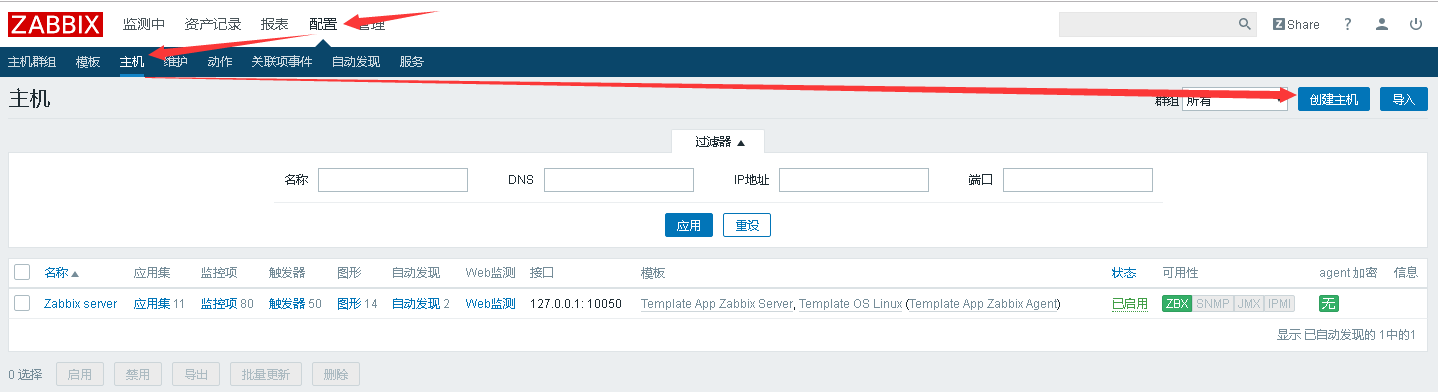 ZABBIX 监测中 资产记录 报表 配置 管理 Z Share ?
主机群组 模板 主机 维护 动作 关联项事件 自动发现 服务
主机 群组 所有 创建主机 导入
过滤器 ▲
名称 DNS IP地址 端口
应用 重设
名称▲ 应用集 监控项 触发器 图形 自动发现 Web监测 接口 模板 状态 可用性 agent 加密 信息
Zabbix server 应用集 11 监控项 80 触发器 50 图形 14 自动发现 2 Web监测 127.0.0.1: 10050 Template App Zabbix Server, Template OS Linux (Template App Zabbix Agent) 已启用 ZBX SNMP JMX IPMI 无
显示 已自动发现的 1中的1
0 选择 启用 禁用 导出 批量更新 删除